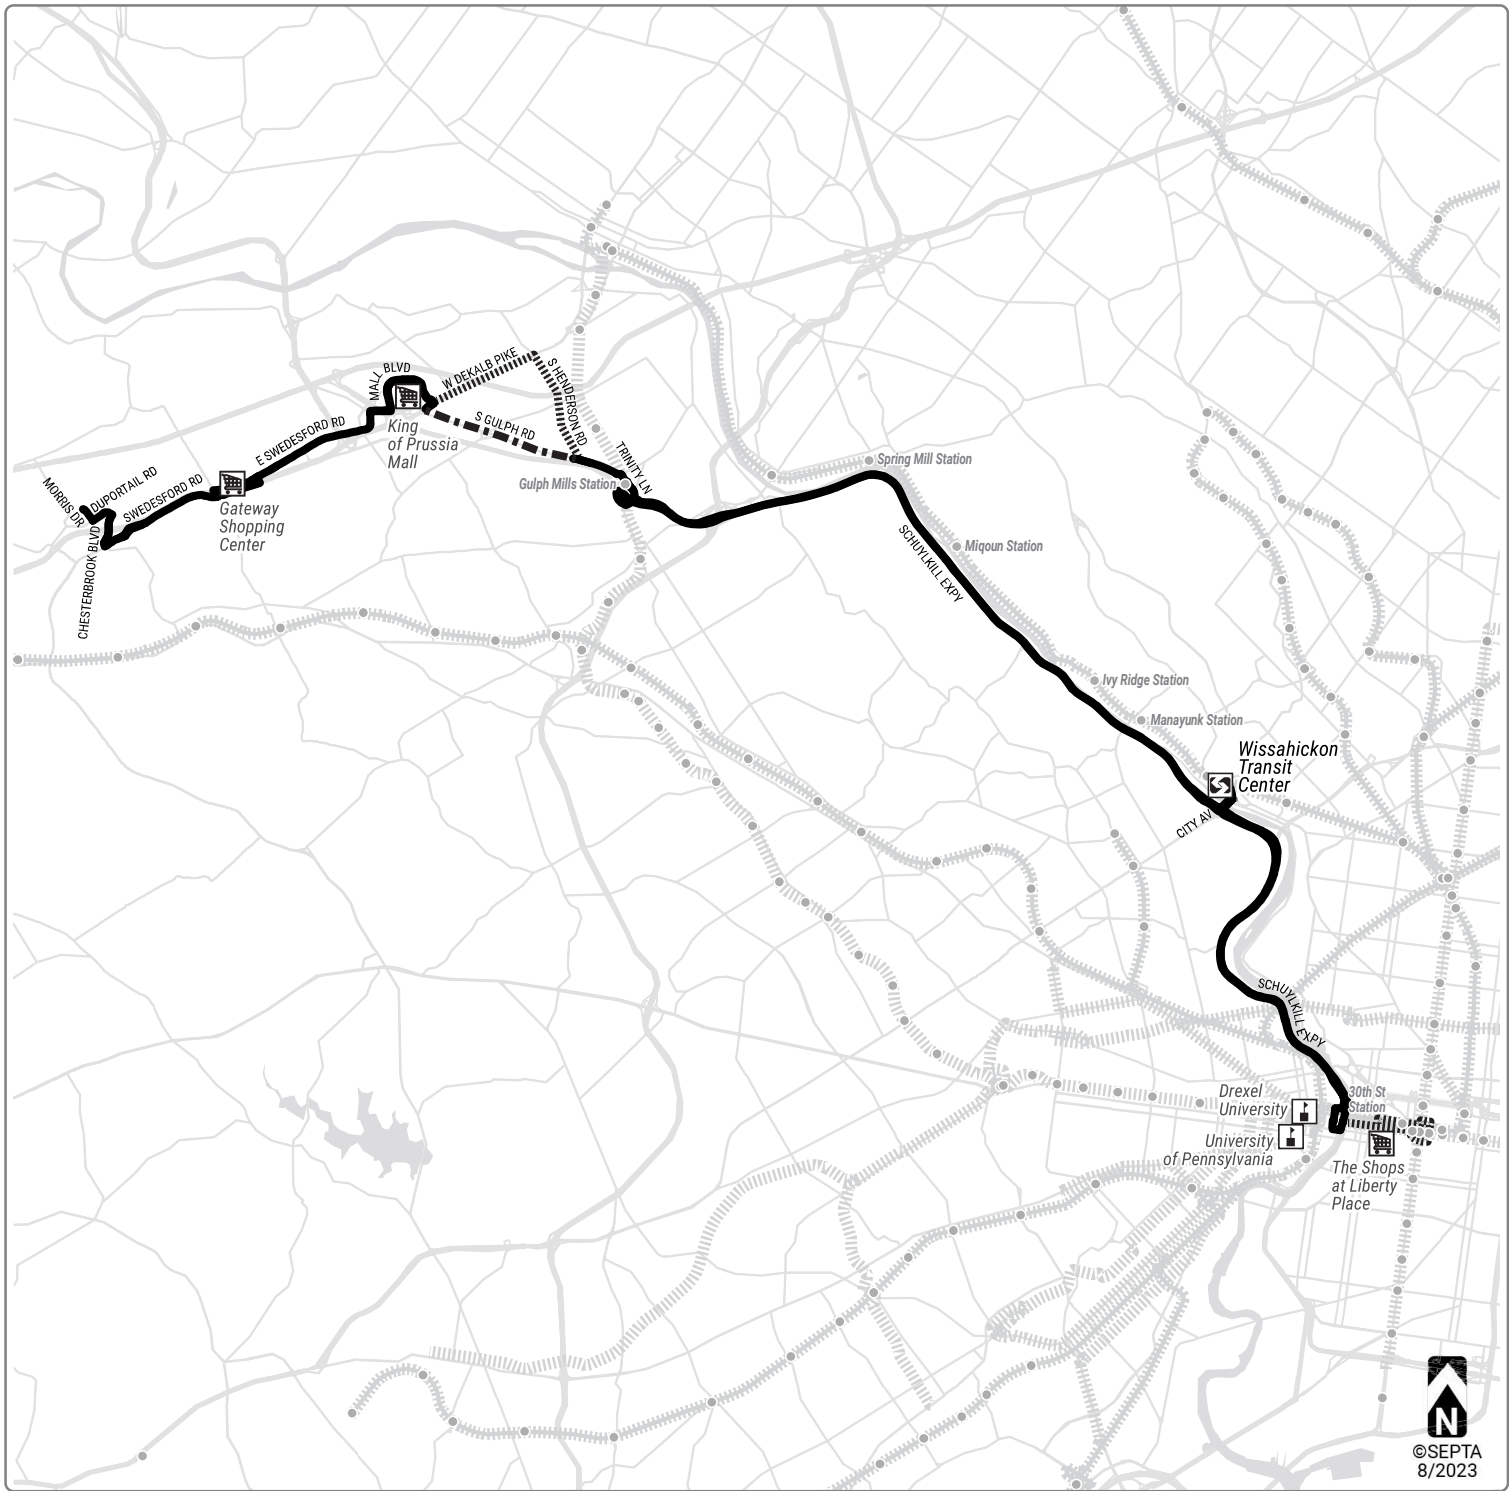 MALL BLVD
W DEKALB PIKE
S HENDERSON RD
S GULPH RD
King
of Prussia
Mall
E SWEDESFORD RD
TRINITY LN
Spring Mill Station
Gulph Mills Station
MORRIS DR
DUPORTAIL RD
SWEDESFORD RD
Gateway
Shopping
Center
CHESTERBROOK BLVD
SCHUYLKILL EXPY
Miqoun Station
Ivy Ridge Station
Manayunk Station
Wissahickon
Transit
Center
CITY AV
SCHUYLKILL EXPY
30th St
Station
Drexel
University
University
of Pennsylvania
The Shops
at Liberty
Place
N
©SEPTA
8/2023